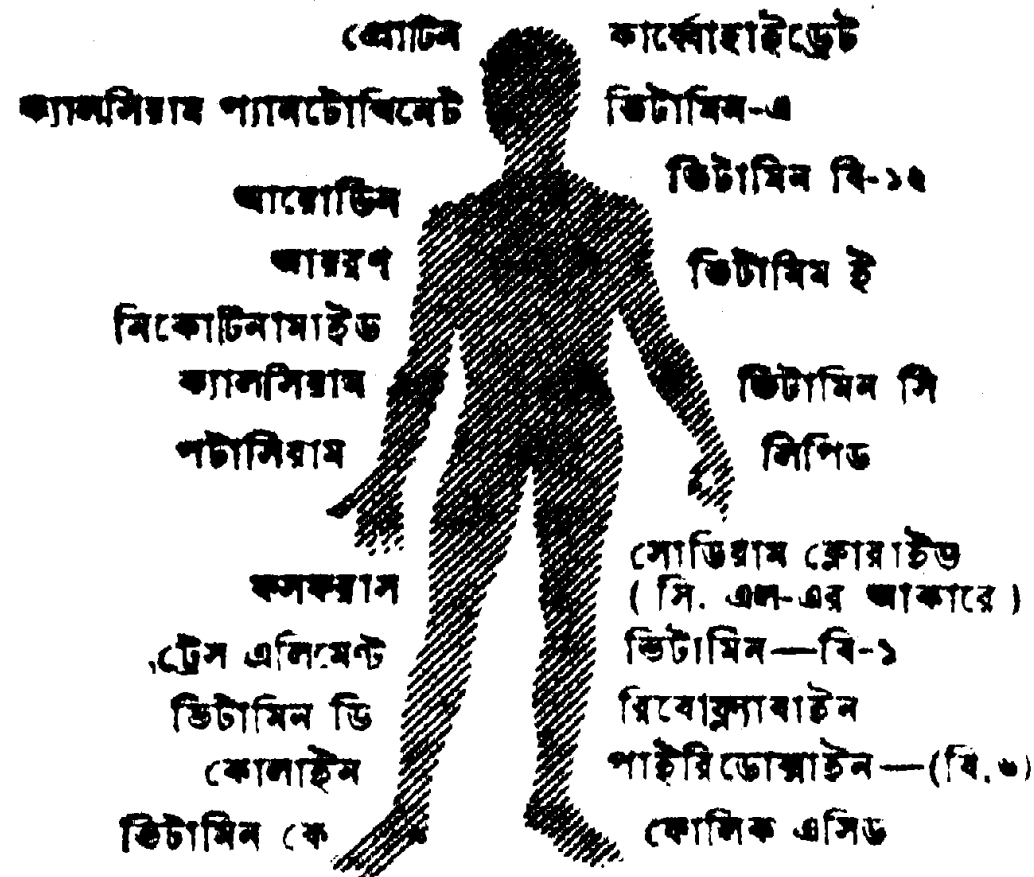 প্রোটিন
কার্ব্বোহাইড্রেট
ক্যালসিয়াম প্যানটোথিনেট
ভিটামিন-এ
ভিটামিন বি-১২
আয়োডিন
আয়রণ
ভিটামিন ই
নিকোটিনামাইড
ক্যালসিয়াম
ভিটামিন সি
পটাসিয়াম
লিপিড
সোডিয়াম ক্লোরাইড
( সি. এল-এর আকারে )
ফসফরাস
ট্রেস এলিমেণ্ট
ভিটামিন—বি-১
ভিটামিন ডি
রিবোফ্ল্যাবাইন
কোলাইন
পাইরিডোক্সাইন—(বি.৬)
ভিটামিন কে
ফোলিক এসিড